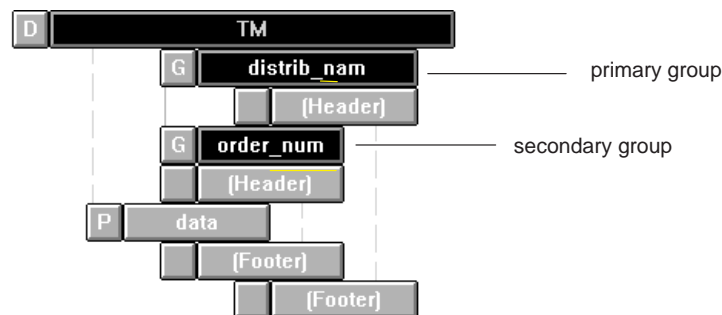 D TM
G distrib_nam primary group
(Header)
G order_num secondary group
(Header)
P data
(Footer)
(Footer)